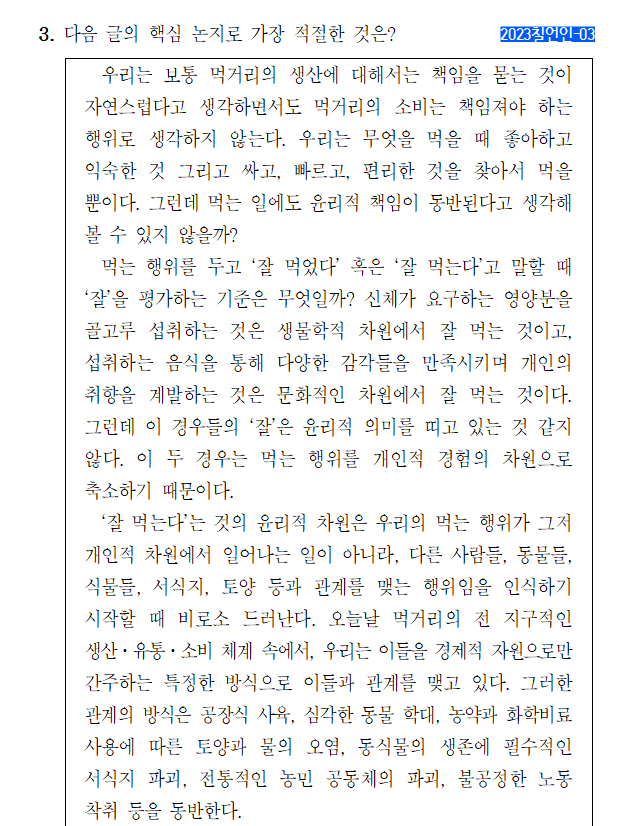 3. 다음 글의 핵심 논지로 가장 적절한 것은?
2023칠언인-03
우리는 보통 먹거리의 생산에 대해서는 책임을 묻는 것이
자연스럽다고 생각하면서도 먹거리의 소비는 책임져야 하는
행위로 생각하지 않는다. 우리는 무엇을 먹을 때 좋아하고
익숙한 것 그리고 싸고, 빠르고, 편리한 것을 찾아서 먹을
뿐이다. 그런데 먹는 일에도 윤리적 책임이 동반된다고 생각해
볼 수 있지 않을까?
먹는 행위를 두고 ‘잘 먹었다’ 혹은 ‘잘 먹는다’고 말할 때
‘잘’을 평가하는 기준은 무엇일까? 신체가 요구하는 영양분을
골고루 섭취하는 것은 생물학적 차원에서 잘 먹는 것이고,
섭취하는 음식을 통해 다양한 감각들을 만족시키며 개인의
취향을 계발하는 것은 문화적인 차원에서 잘 먹는 것이다.
그런데 이 경우들의 ‘잘’은 윤리적 의미를 띠고 있는 것 같지
않다. 이 두 경우는 먹는 행위를 개인적 경험의 차원으로
축소하기 때문이다.
‘잘 먹는다’는 것의 윤리적 차원은 우리의 먹는 행위가 그저
개인적 차원에서 일어나는 일이 아니라, 다른 사람들, 동물들,
식물들, 서식지, 토양 등과 관계를 맺는 행위임을 인식하기
시작할 때 비로소 드러난다. 오늘날 먹거리의 전 지구적인
생산·유통·소비 체계 속에서, 우리는 이들을 경제적 자원으로만
간주하는 특정한 방식으로 이들과 관계를 맺고 있다. 그러한
관계의 방식은 공장식 사육, 심각한 동물 학대, 농약과 화학비료
사용에 따른 토양과 물의 오염, 동식물의 생존에 필수적인
서식지 파괴, 전통적인 농민 공동체의 파괴, 불공정한 노동
착취 등을 동반한다.